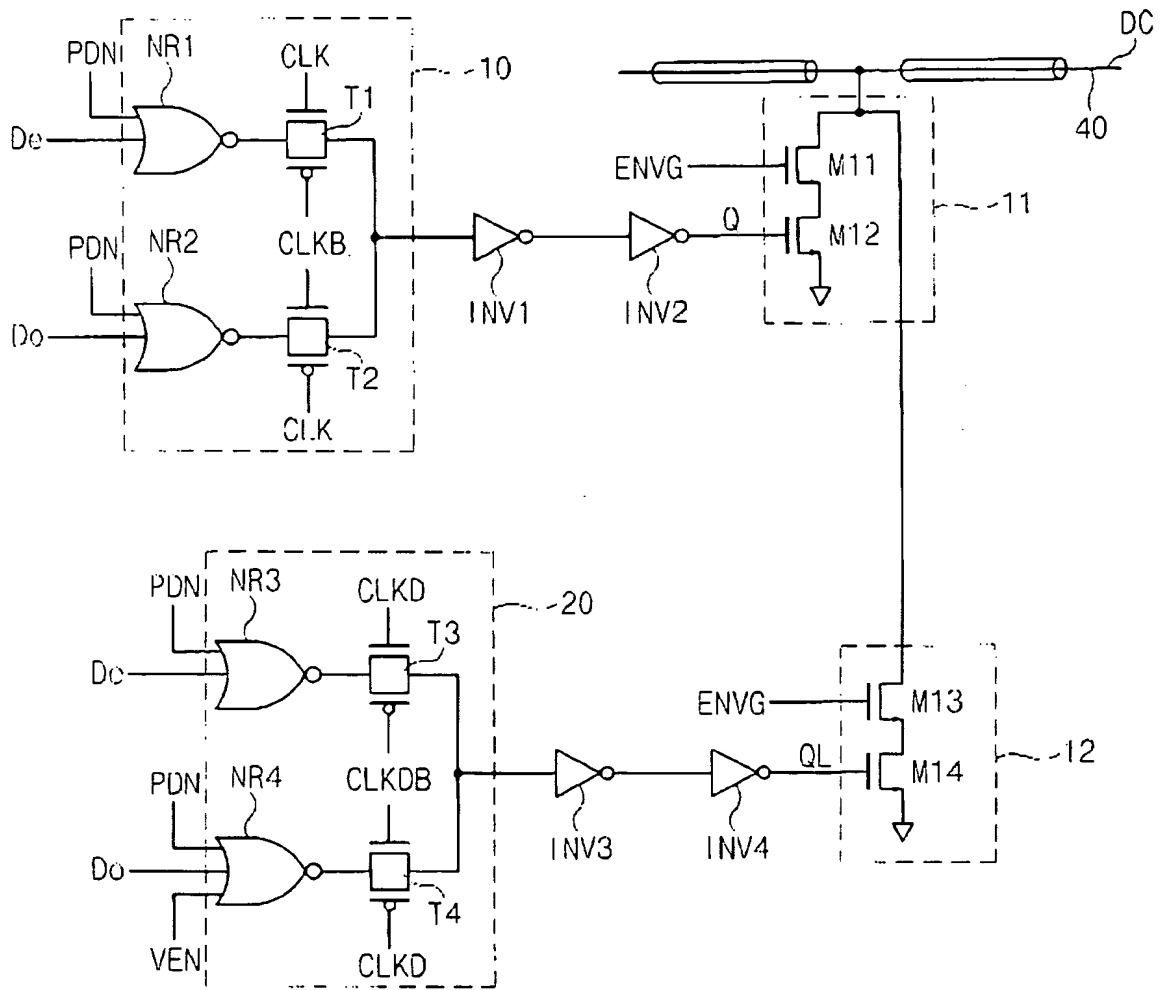 DC
PDN NR1 CLK 10
T1
De
40
ENVG M11
11
PDN NR2 CLKB Q M12
INV1 INV2
Do
T2
CLK
PDN NR3 CLKD 20
T3
De
ENVG M13
PDN NR4 CLKDB QL M14 12
INV3 INV4
Do
T4
VEN CLKD